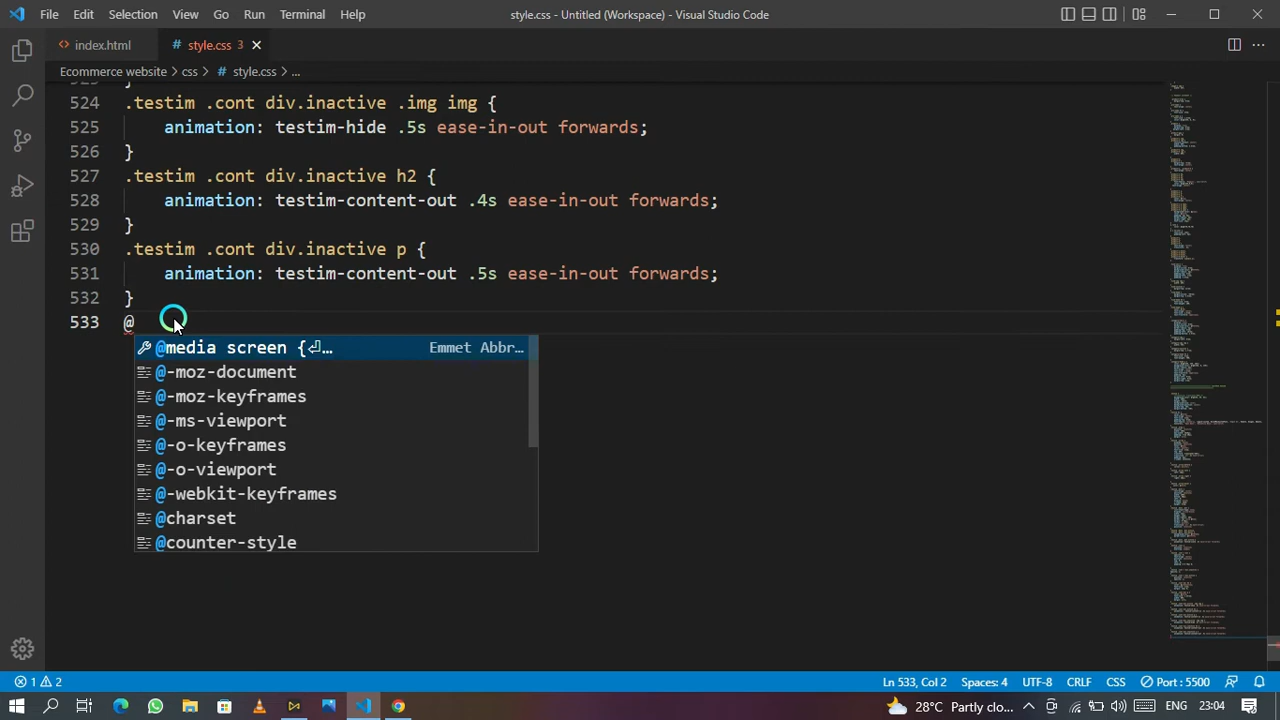 File Edit Selection View Go Run Terminal Help
style.css - Untitled (Workspace) - Visual Studio Code
index.html
# style.css 3
Ecommerce website > css > # style.css > ...
524 .testim .cont div.inactive .img img {
525 animation: testim-hide .5s ease-in-out forwards;
526 }
527 .testim .cont div.inactive h2 {
528 animation: testim-content-out .4s ease-in-out forwards;
529 }
530 .testim .cont div.inactive p {
531 animation: testim-content-out .5s ease-in-out forwards;
532 }
533 @
@media screen {⏎… Emmet Abbr…
@-moz-document
@-moz-keyframes
@-ms-viewport
@-o-keyframes
@-o-viewport
@-webkit-keyframes
@charset
@counter-style
1 2 Ln 533, Col 2 Spaces: 4 UTF-8 CRLF CSS Port : 5500
28°C Partly clo... ENG 23:04